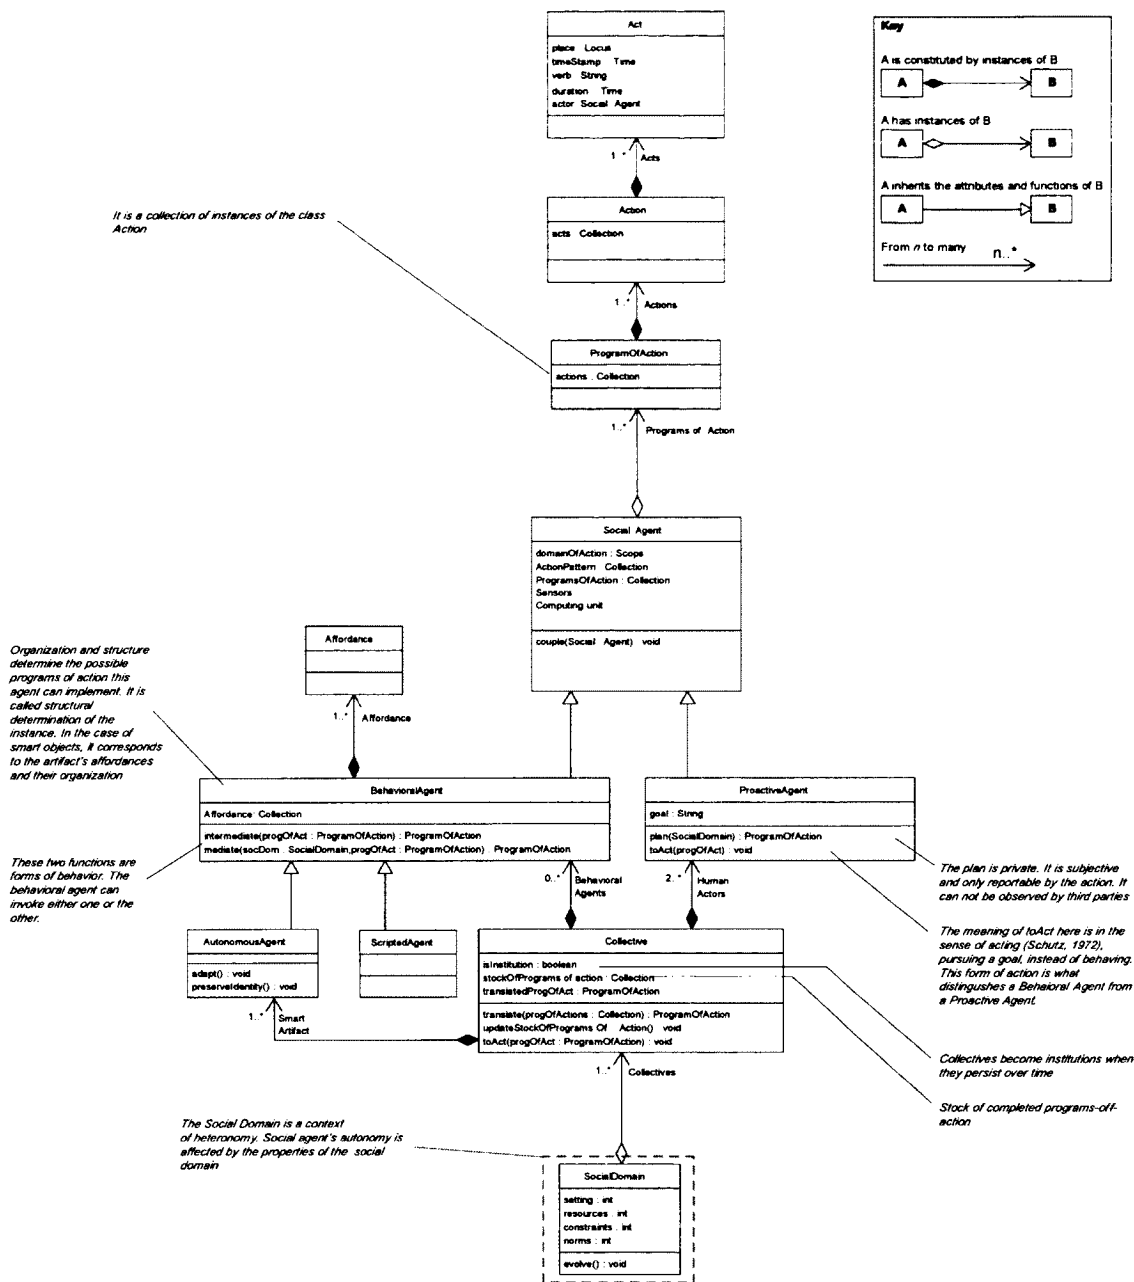 Act
place Locus
timeStamp Time
verb String
duration Time
actor Social Agent
1..* Acts
Key
A is constituted by instances of B
A B
A has instances of B
A B
A inherits the attributes and functions of B
A B
From n to many n..*
Action
acts Collection
It is a collection of instances of the class
Action
1..* Actions
ProgramOfAction
actions : Collection
1..* Programs of Action
Social Agent
domainOfAction : Scope
ActionPattern Collection
ProgramsOfAction : Collection
Sensors
Computing unit
couple(Social Agent) void
Affordance
1..* Affordance
Organization and structure
determine the possible
programs of action this
agent can implement. It is
called structural
determination of the
instance. In the case of
smart objects, it corresponds
to the artifact's affordances
and their organization
BehavioralAgent
Affordance: Collection
intermediate(progOfAct : ProgramOfAction) : ProgramOfAction
mediate(socDom : SocialDomain,progOfAct : ProgramOfAction) ProgramOfAction
ProactiveAgent
goal : String
plan(SocialDomain) : ProgramOfAction
toAct(progOfAct) : void
These two functions are
forms of behavior. The
behavioral agent can
invoke either one or the
other.
The plan is private. It is subjective
and only reportable by the action. It
can not be observed by third parties
0..* Behavioral
Agents
2..* Human
Actors
AutonomousAgent
adapt() : void
preserveIdentity() : void
ScriptedAgent
Collective
isInstitution : boolean
stockOfPrograms of action : Collection
translatedProgOfAct : ProgramOfAction
translate(progOfActions : Collection) : ProgramOfAction
updateStockOfPrograms Of Action() void
toAct(progOfAct : ProgramOfAction) : void
The meaning of toAct here is in the
sense of acting (Schutz, 1972),
pursuing a goal, instead of behaving.
This form of action is what
distingushes a Behaioral Agent from
a Proactive Agent.
1..* Smart
Artifact
Collectives become institutions when
they persist over time
1..* Collectives
Stock of completed programs-off-
action
The Social Domain is a context
of heteronomy. Social agent's autonomy is
affected by the properties of the social
domain
SocialDomain
setting : int
resources : int
constraints : int
norms : int
evolve() : void